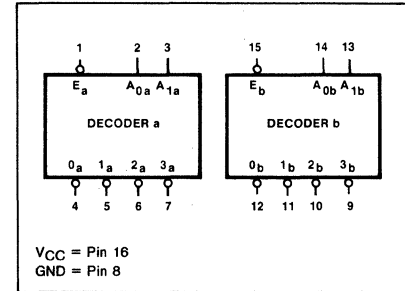 1 2 3 15 14 13
Ea A0a A1a Eb A0b A1b
DECODER a DECODER b
0a 1a 2a 3a 0b 1b 2b 3b
4 5 6 7 12 11 10 9
VCC = Pin 16
GND = Pin 8